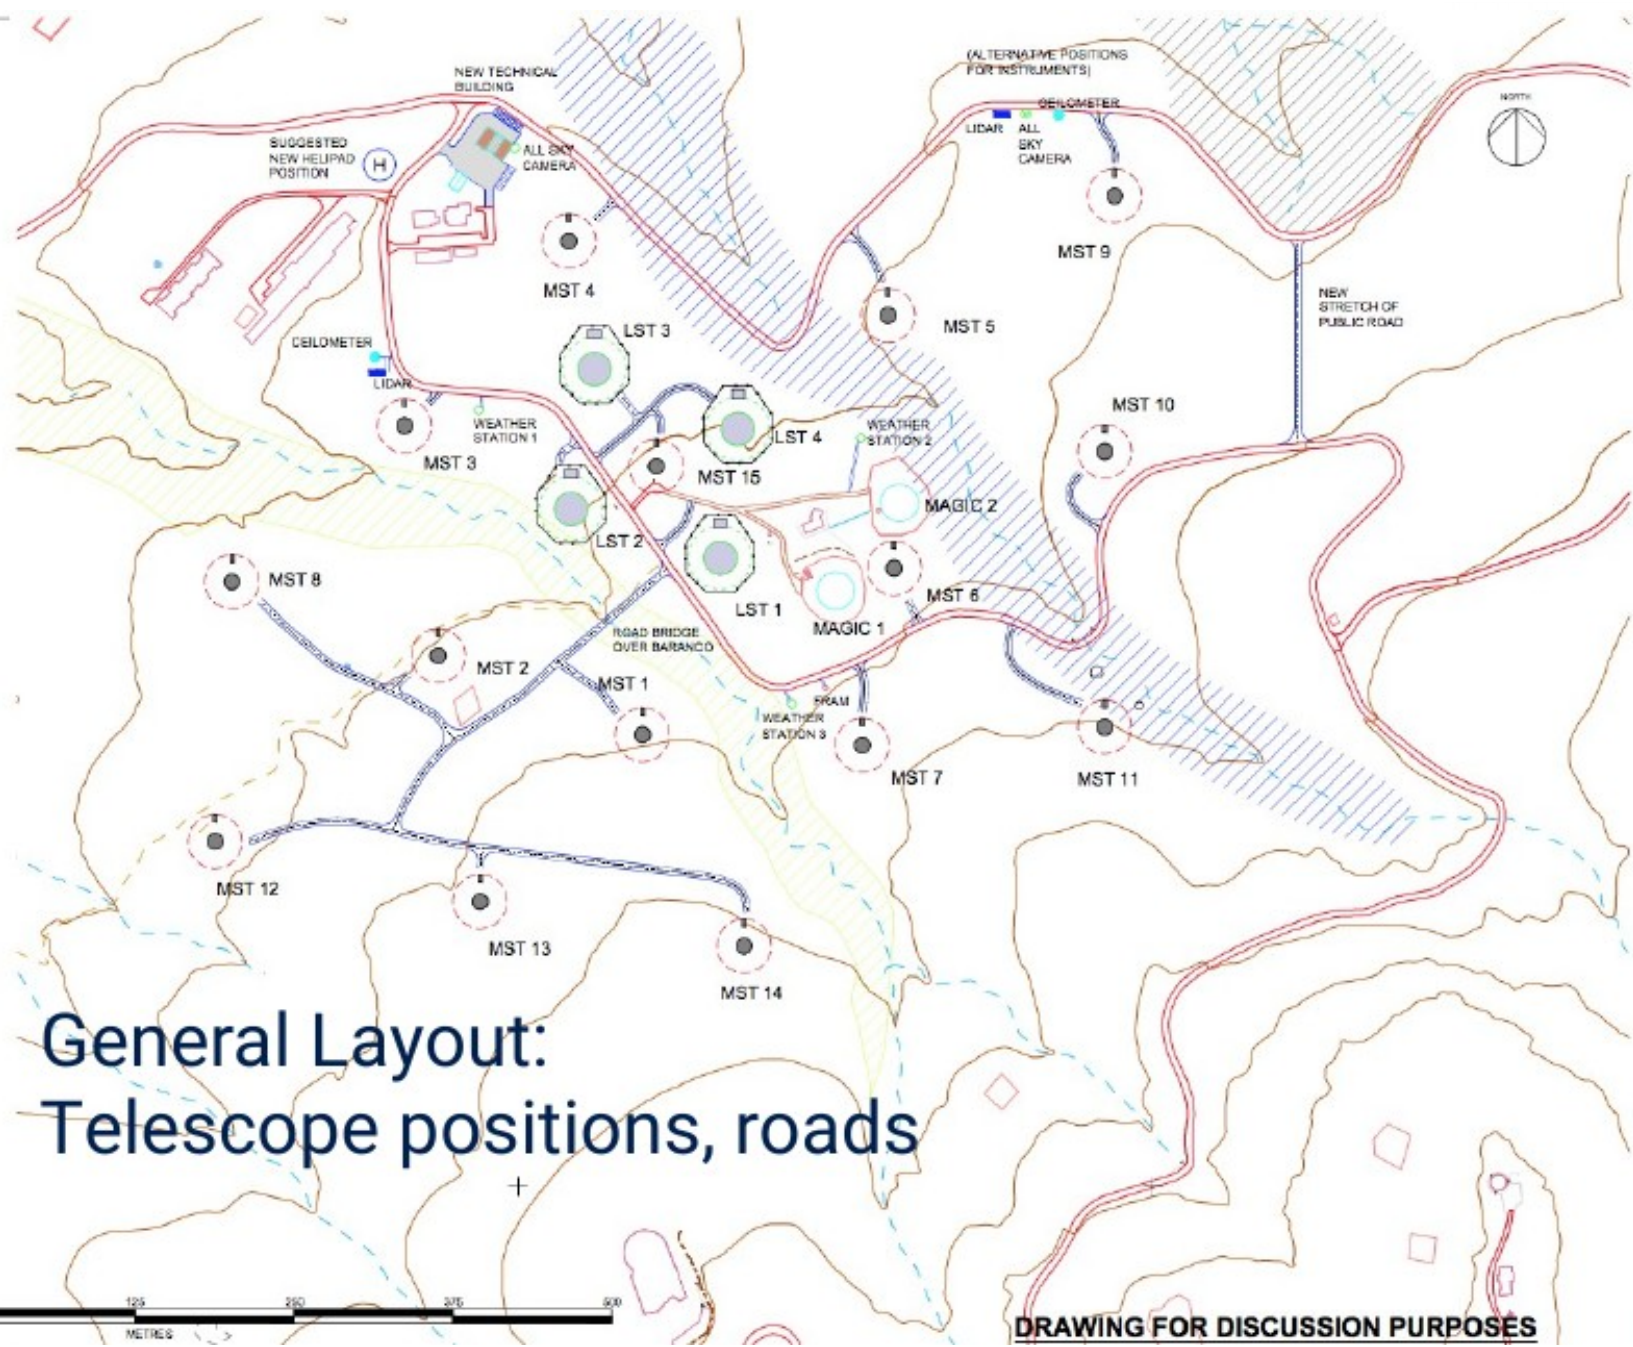 NEW TECHNICAL
BUILDING
(ALTERNATIVE POSITIONS
FOR INSTRUMENTS)
CEILOMETER
NORTH
LIDAR
ALL
SKY
CAMERA
SUGGESTED
NEW HELIPAD
POSITION
H
ALL SKY
CAMERA
MST 9
MST 4
NEW
STRETCH OF
PUBLIC ROAD
MST 5
LST 3
CEILOMETER
LIDAR
MST 10
WEATHER
STATION 1
LST 4
WEATHER
STATION 2
MST 3
MST 15
MAGIC 2
LST 2
MST 8
MST 6
LST 1
MAGIC 1
ROAD BRIDGE
OVER BARANCO
MST 2
MST 1
FRAM
WEATHER
STATION 3
MST 7
MST 11
MST 12
MST 13
MST 14
General Layout:
Telescope positions, roads
125
250
375
500
METRES
DRAWING FOR DISCUSSION PURPOSES